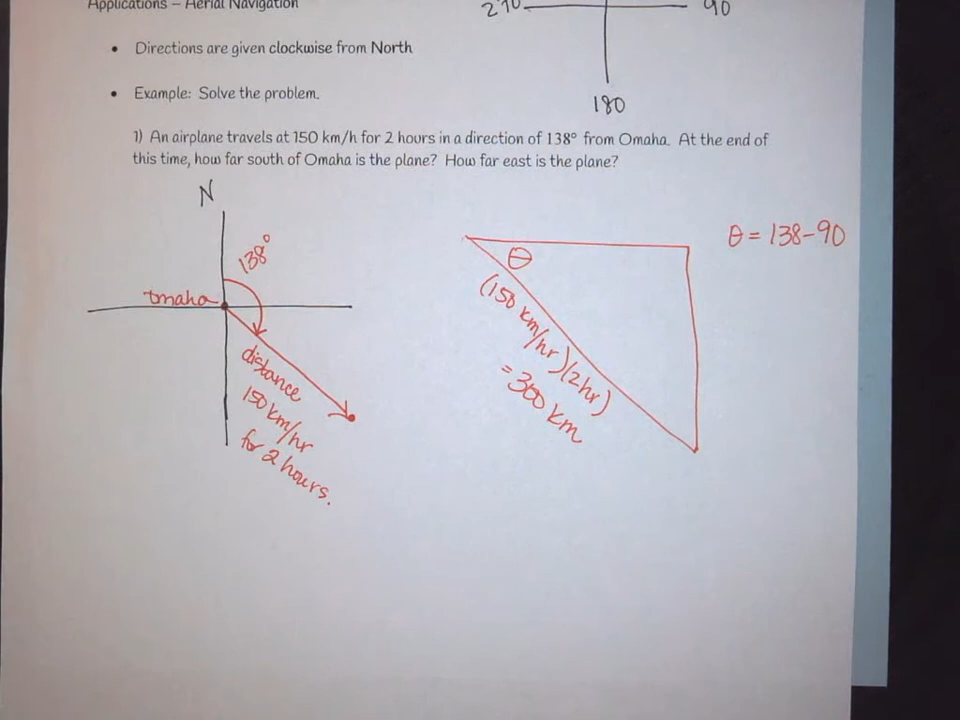 Applications – Aerial Navigation
270
90
• Directions are given clockwise from North
• Example: Solve the problem.
180
1) An airplane travels at 150 km/h for 2 hours in a direction of 138° from Omaha. At the end of
this time, how far south of Omaha is the plane? How far east is the plane?
N
138°
Omaha
distance
150 km/hr
for 2 hours.
θ
(150 km/hr)(2hr)
= 300 km
θ = 138-90